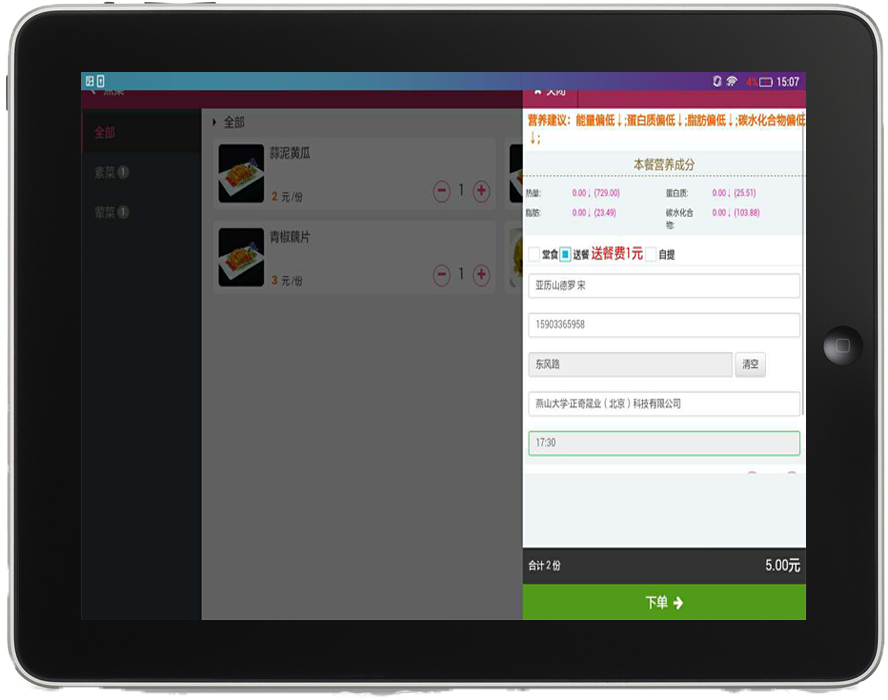 4% 15:07
热菜
全部
素菜 1
荤菜 1
全部
蒜泥黄瓜
2 元/份
1
青椒藕片
3 元/份
1
关闭
营养建议：能量偏低↓;蛋白质偏低↓;脂肪偏低↓;碳水化合物偏低
↓;
本餐营养成分
热量: 0.00↓ (729.00) 蛋白质: 0.00↓ (25.51)
脂肪: 0.00↓ (23.49) 碳水化合物: 0.00↓ (103.88)
堂食 送餐 送餐费1元 自提
亚历山德罗 宋
15903365958
东风路 清空
燕山大学·正奇晟业（北京）科技有限公司
17:30
合计 2 份 5.00元
下单